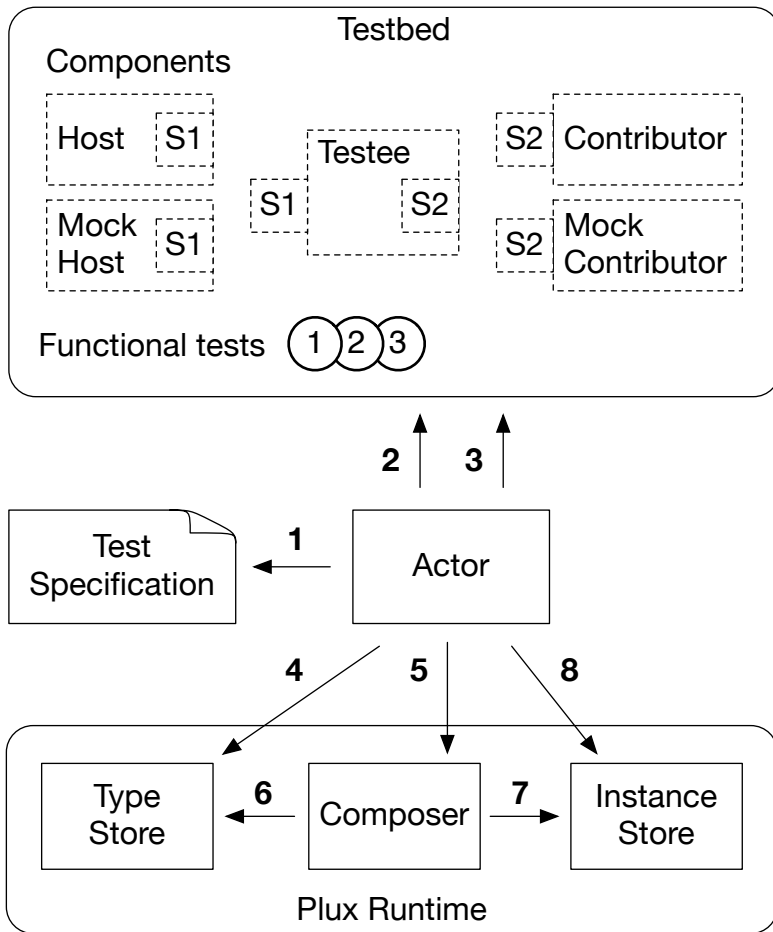 Testbed
Components
Host
S1
Testee
S1
S2
S2
Contributor
Mock
Host
S1
S2
Mock
Contributor
Functional tests
1
2
3
2
3
Test
Specification
1
Actor
4
5
8
Type
Store
6
Composer
7
Instance
Store
Plux Runtime